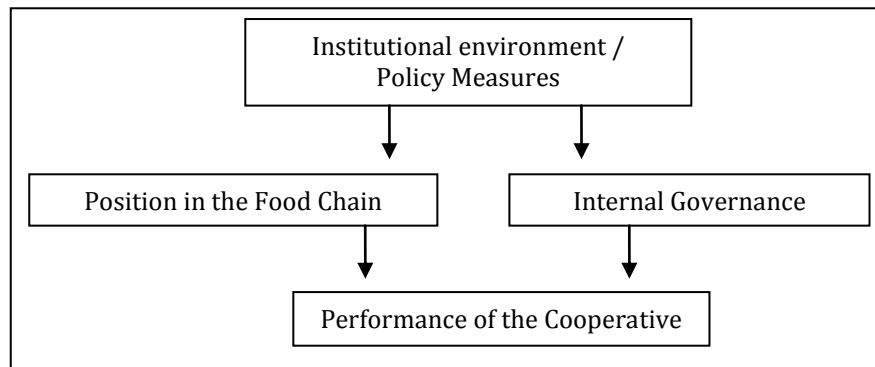 Institutional environment /
Policy Measures
Position in the Food Chain
Internal Governance
Performance of the Cooperative